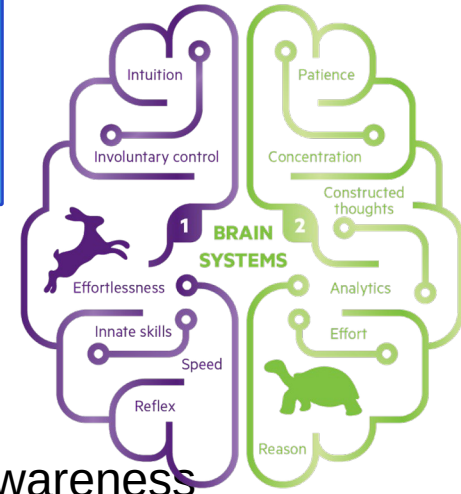 Intuition
Involuntary control
Effortlessness
Innate skills
Speed
Reflex
1
BRAIN
SYSTEMS
2
Patience
Concentration
Constructed
thoughts
Analytics
Effort
Reason
wareness